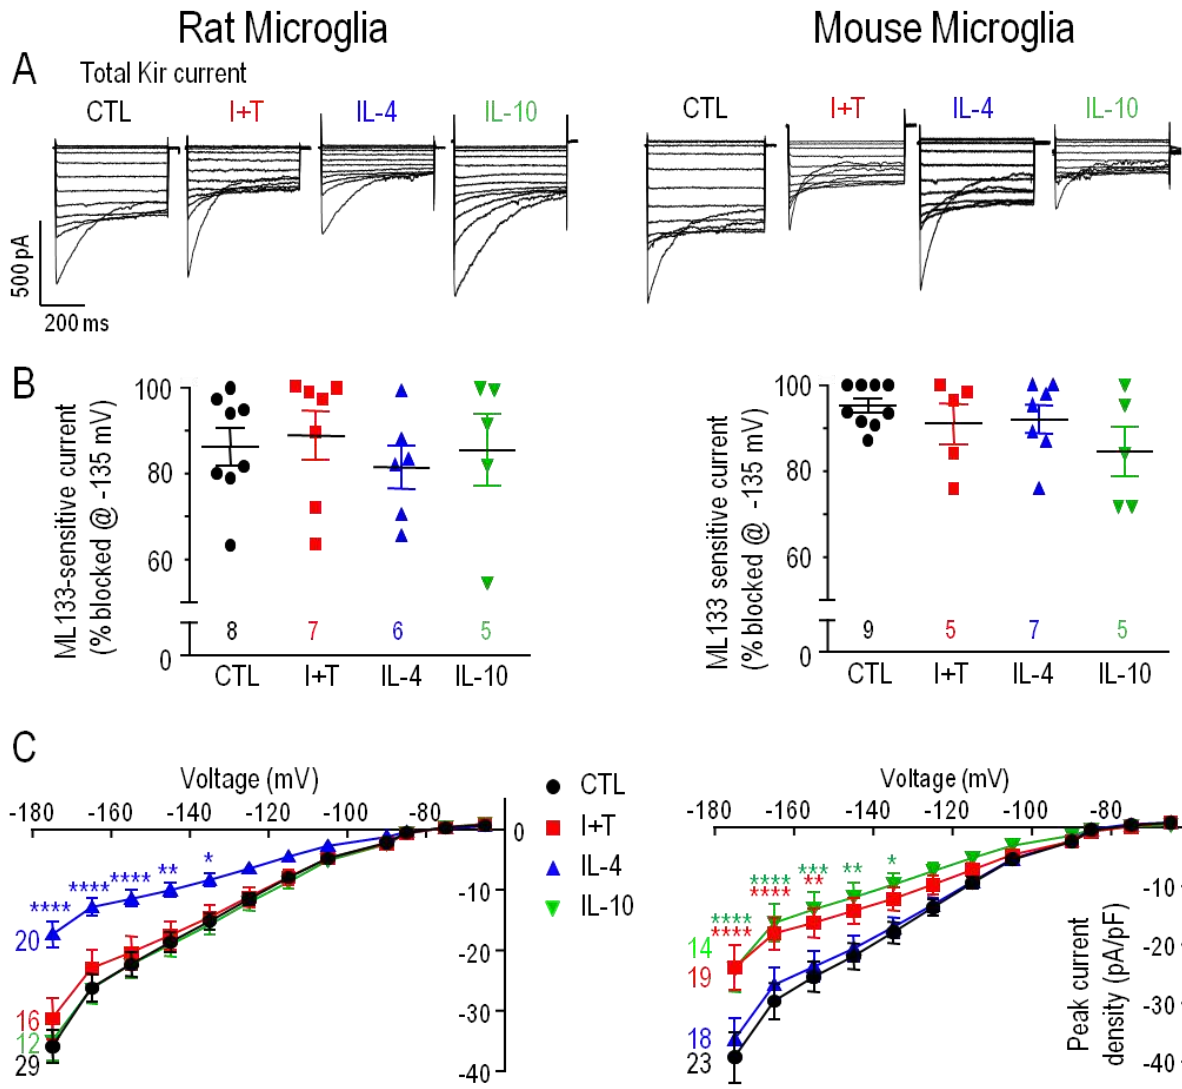 Rat Microglia Mouse Microglia
A Total Kir current
CTL I+T IL-4 IL-10 CTL I+T IL-4 IL-10
500 pA
200 ms
B
ML133-sensitive current
(% blocked @ -135 mV)
100
80
60
0
8 7 6 5
CTL I+T IL-4 IL-10
ML133 sensitive current
(% blocked @ -135 mV)
100
80
60
0
9 5 7 5
CTL I+T IL-4 IL-10
C
Voltage (mV)
-180 -160 -140 -120 -100 -80
0
-10
-20
-30
-40
**** **** **** ** *
20
16
12
29
CTL
I+T
IL-4
IL-10
Voltage (mV)
-180 -160 -140 -120 -100 -80
-10
-20
-30
-40
**** **** *** ** *
**** **** **
14
19
18
23
Peak current
density (pA/pF)